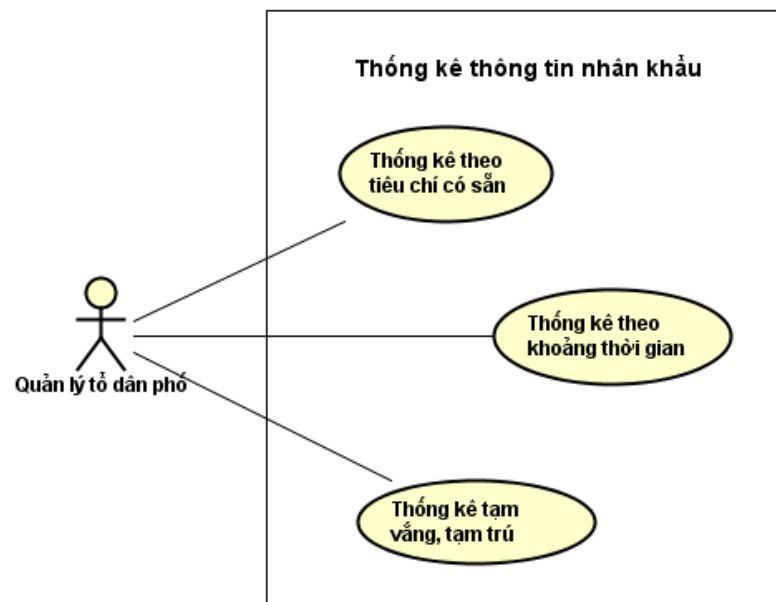 Thống kê thông tin nhân khẩu
Thống kê theo
tiêu chí có sẵn
Thống kê theo
khoảng thời gian
Quản lý tổ dân phố
Thống kê tạm
vắng, tạm trú